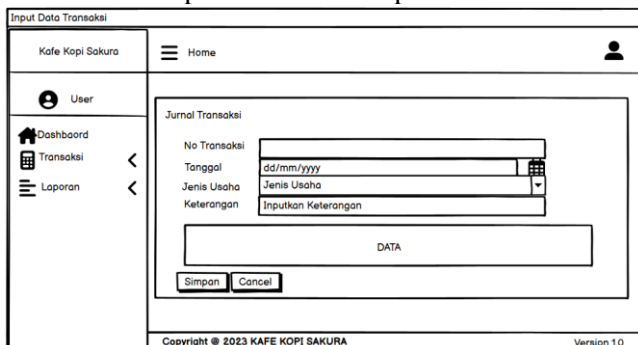 Input Data Transaksi
Kafe Kopi Sakura
Home
User
Dashbaord
Transaksi
Laporan
Jurnal Transaksi
No Transaksi
Tanggal dd/mm/yyyy
Jenis Usaha Jenis Usaha
Keterangan Inputkan Keterangan
DATA
Simpan Cancel
Copyright @ 2023 KAFE KOPI SAKURA Version 1.0